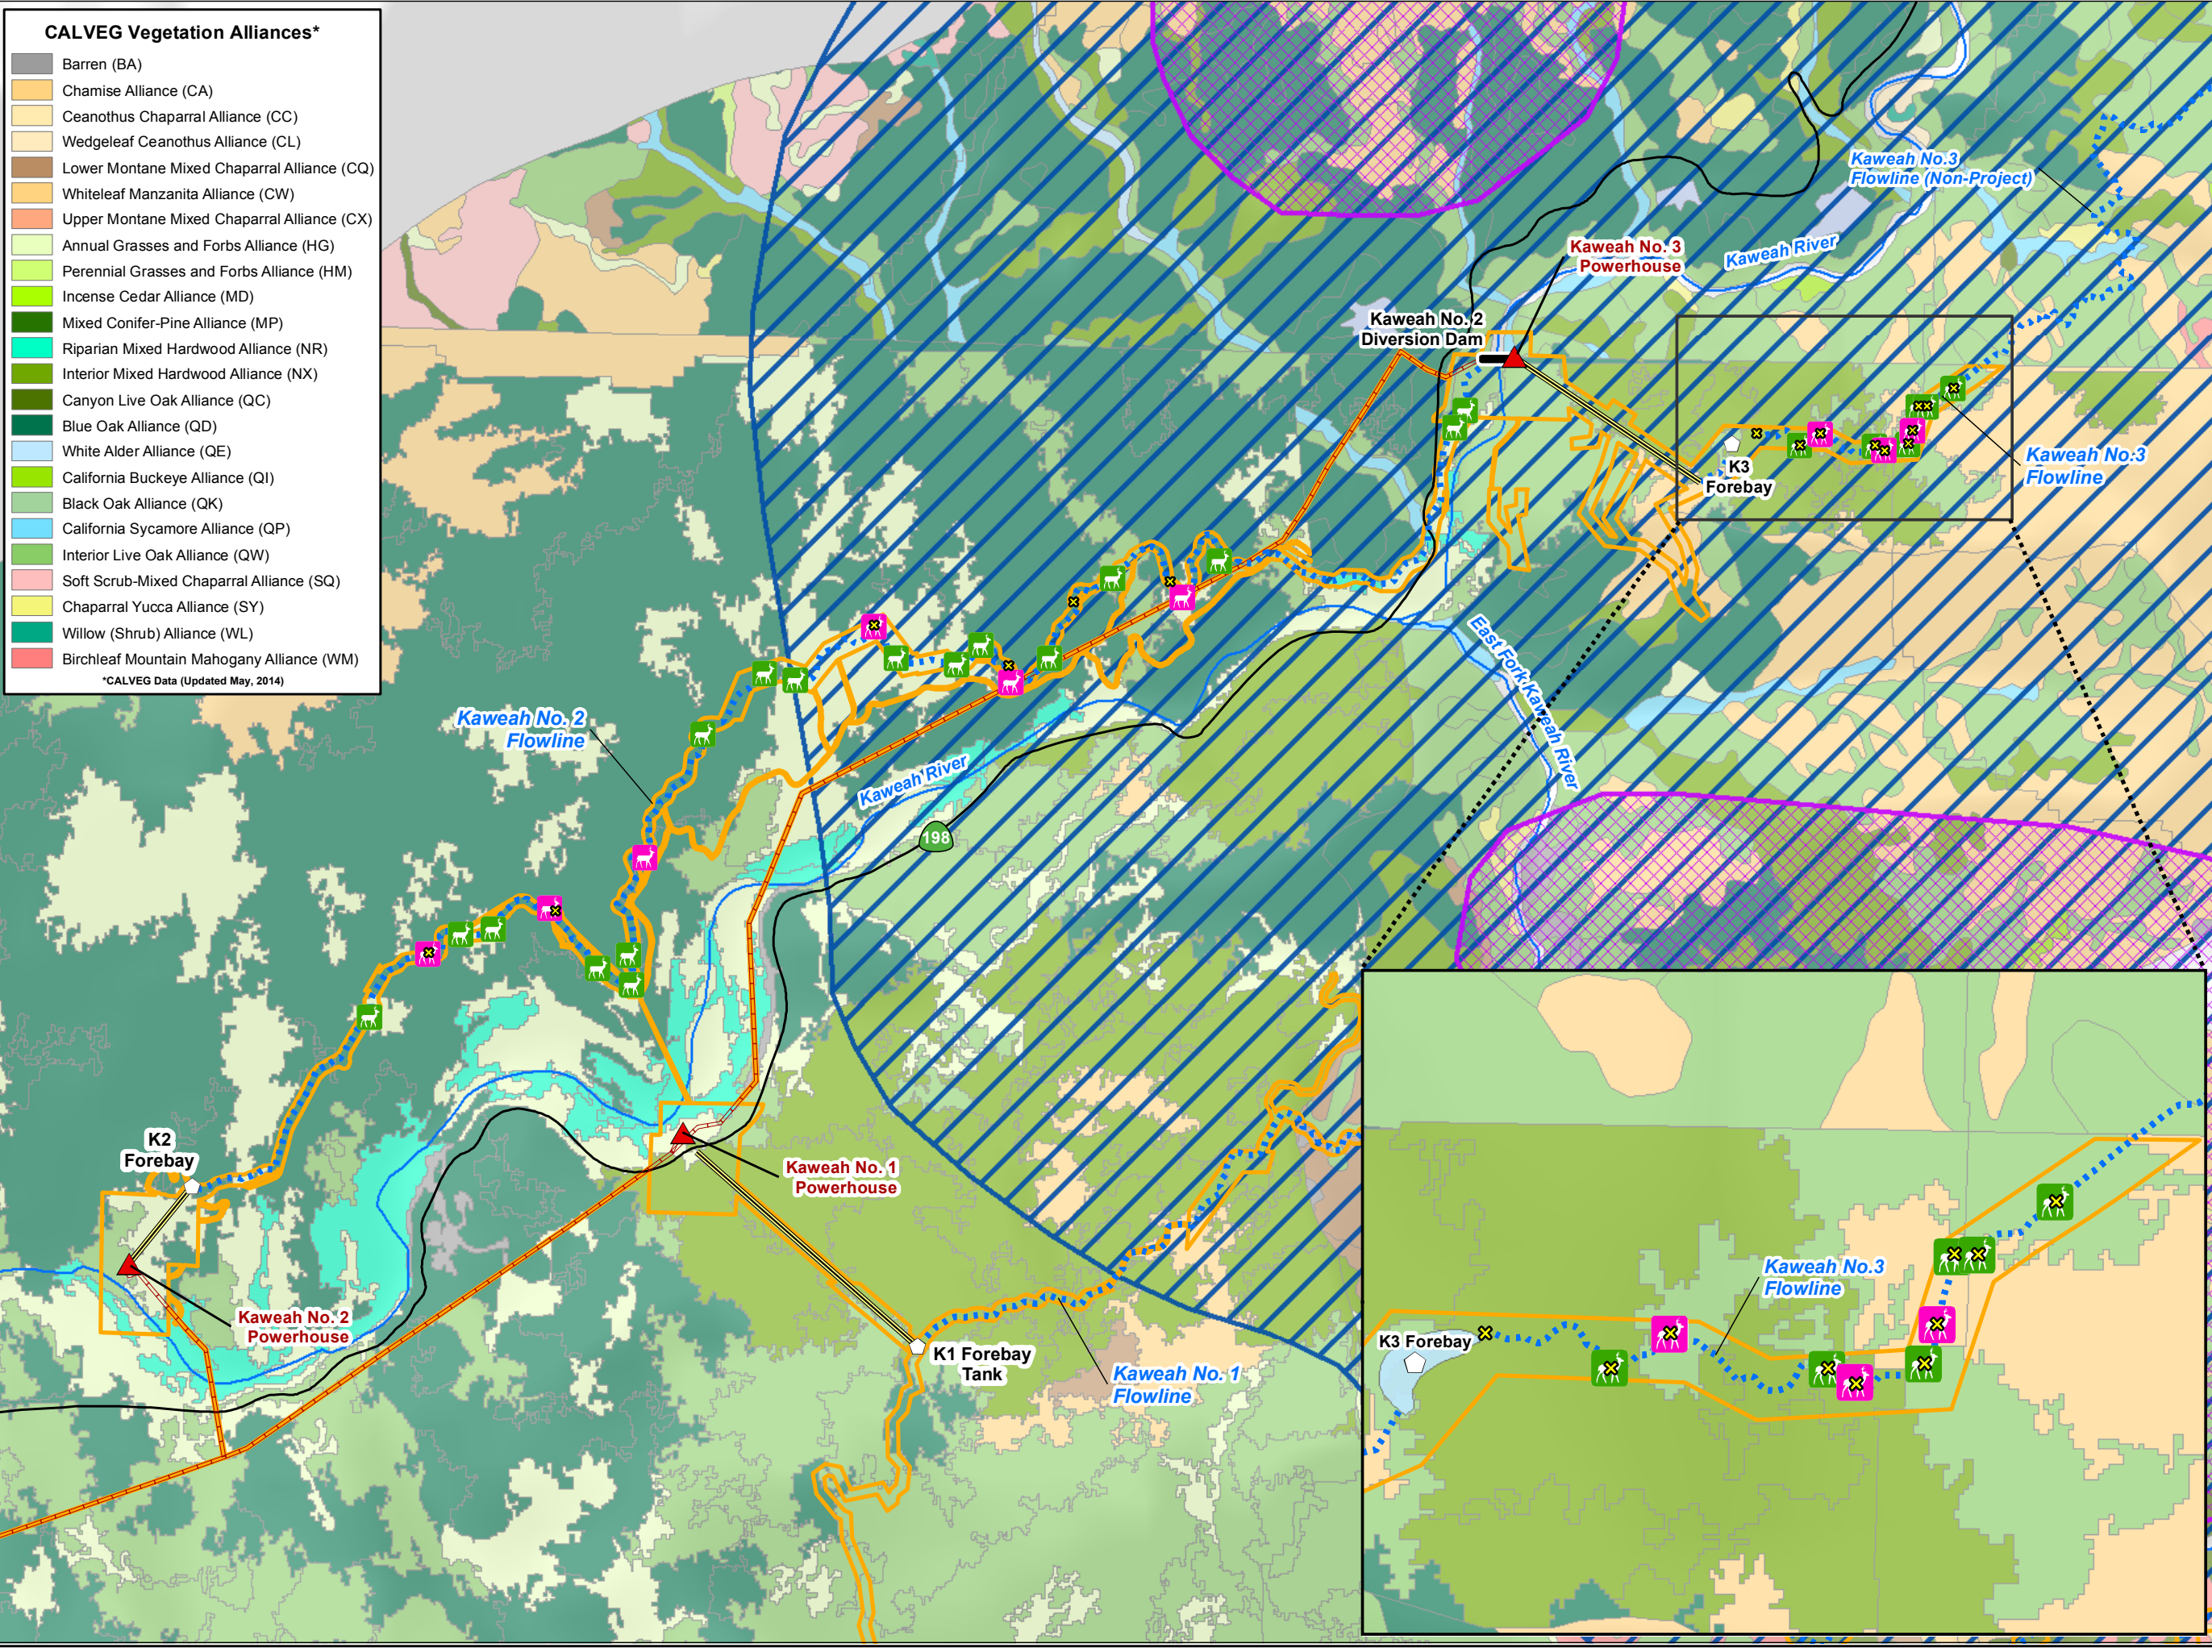 CALVEG Vegetation Alliances*
Barren (BA)
Chamise Alliance (CA)
Ceanothus Chaparral Alliance (CC)
Wedgeleaf Ceanothus Alliance (CL)
Lower Montane Mixed Chaparral Alliance (CQ)
Whiteleaf Manzanita Alliance (CW)
Upper Montane Mixed Chaparral Alliance (CX)
Annual Grasses and Forbs Alliance (HG)
Perennial Grasses and Forbs Alliance (HM)
Incense Cedar Alliance (MD)
Mixed Conifer-Pine Alliance (MP)
Riparian Mixed Hardwood Alliance (NR)
Interior Mixed Hardwood Alliance (NX)
Canyon Live Oak Alliance (QC)
Blue Oak Alliance (QD)
White Alder Alliance (QE)
California Buckeye Alliance (QI)
Black Oak Alliance (QK)
California Sycamore Alliance (QP)
Interior Live Oak Alliance (QW)
Soft Scrub-Mixed Chaparral Alliance (SQ)
Chaparral Yucca Alliance (SY)
Willow (Shrub) Alliance (WL)
Birchleaf Mountain Mahogany Alliance (WM)
*CALVEG Data (Updated May, 2014)
Kaweah No.3
Flowline (Non-Project)
Kaweah River
Kaweah No. 3
Powerhouse
Kaweah No. 2
Diversion Dam
K3
Forebay
Kaweah No.3
Flowline
East Fork Kaweah River
Kaweah No. 2
Flowline
Kaweah River
198
K2
Forebay
Kaweah No. 1
Powerhouse
Kaweah No. 2
Powerhouse
K1 Forebay
Tank
Kaweah No. 1
Flowline
Kaweah No.3
Flowline
K3 Forebay